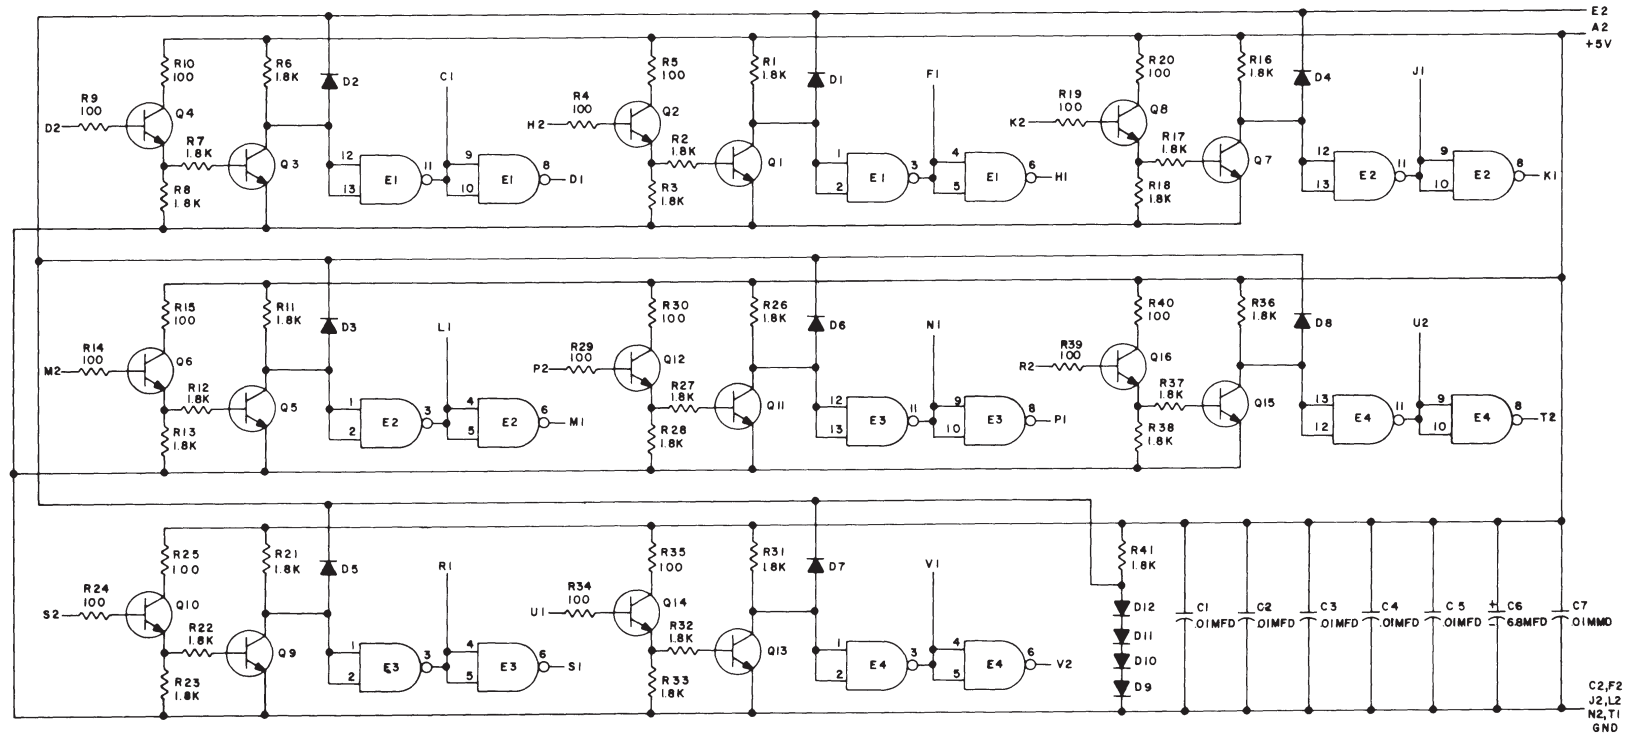 E2
A2
+5V
R10
100
R6
1.8K
D2
C1
R9
100
D2
Q4
R7
1.8K
Q3
R8
1.8K
12
13
E1
11
9
10
E1
8
D1
R5
100
R1
1.8K
D1
F1
R4
100
H2
Q2
R2
1.8K
Q1
R3
1.8K
1
2
E1
3
4
5
E1
6
H1
R20
100
R16
1.8K
D4
J1
R19
100
K2
Q8
R17
1.8K
Q7
R18
1.8K
12
13
E2
11
9
10
E2
8
K1
R15
100
R11
1.8K
D3
L1
R14
100
M2
Q6
R12
1.8K
Q5
R13
1.8K
1
2
E2
3
4
5
E2
6
M1
R30
100
R26
1.8K
D6
N1
R29
100
P2
Q12
R27
1.8K
Q11
R28
1.8K
12
13
E3
11
9
10
E3
8
P1
R40
100
R36
1.8K
D8
U2
R39
100
R2
Q16
R37
1.8K
Q15
R38
1.8K
13
12
E4
11
9
10
E4
8
T2
R25
100
R21
1.8K
D5
R1
R24
100
S2
Q10
R22
1.8K
Q9
R23
1.8K
1
2
E3
3
4
5
E3
6
S1
R35
100
R31
1.8K
D7
V1
R34
100
U1
Q14
R32
1.8K
Q13
R33
1.8K
1
2
E4
3
4
5
E4
6
V2
R41
1.8K
D12
D11
D10
D9
C1
.01MFD
C2
.01MFD
C3
.01MFD
C4
.01MFD
C5
.01MFD
+
C6
6.8MFD
C7
.01MMD
C2,F2
J2,L2
N2,T1
GND